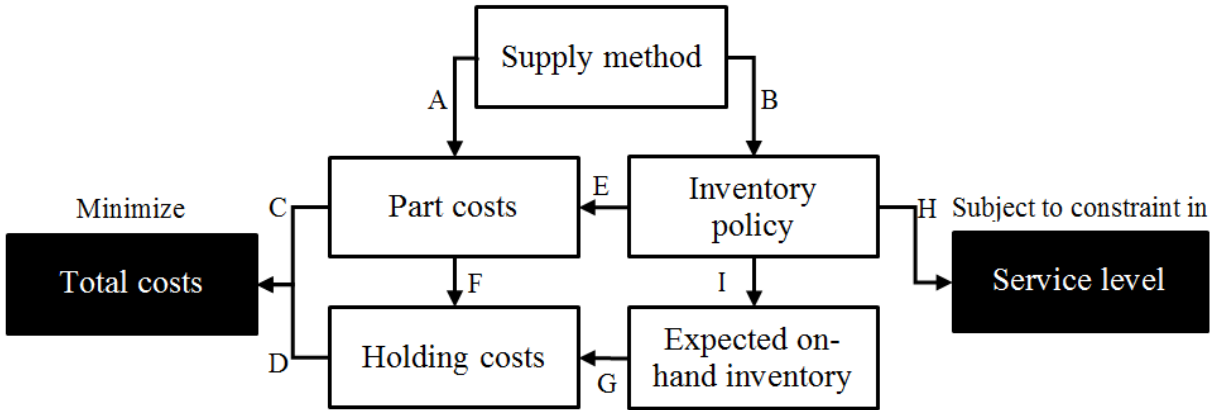 Supply method
A
B
Minimize
C
Part costs
E
Inventory
policy
H
Subject to constraint in
Total costs
F
I
Service level
D
Holding costs
G
Expected on-
hand inventory